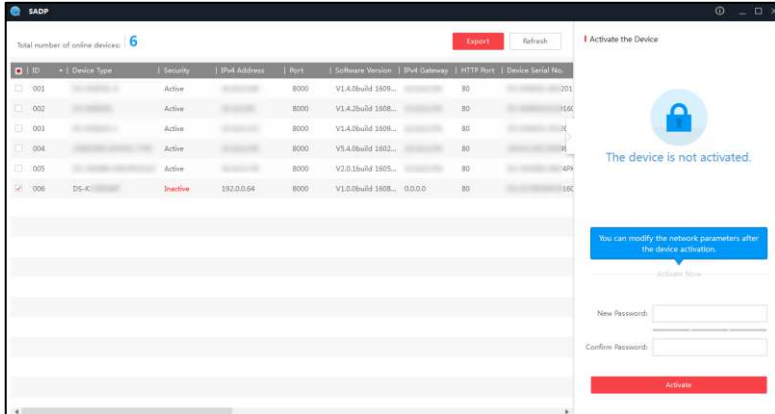 SADP
Total number of online devices: 6
Export
Refresh
ID | Device Type | Security | IPv4 Address | Port | Software Version | IPv4 Gateway | HTTP Port | Device Serial No.
001 Active 8000 V1.4.0build 1609... 80 201
002 Active 8000 V1.4.2build 1608... 80 160
003 Active 8000 V1.4.0build 1609... 80
004 Active 8000 V5.4.0build 1602... 80
005 Active 8000 V2.0.1build 1605... 80 4PK
006 DS-K Inactive 192.0.0.64 8000 V1.0.0build 1608... 0.0.0.0 80 160
Activate the Device
The device is not activated.
You can modify the network parameters after
the device activation.
Activate Now
New Password:
Confirm Password:
Activate